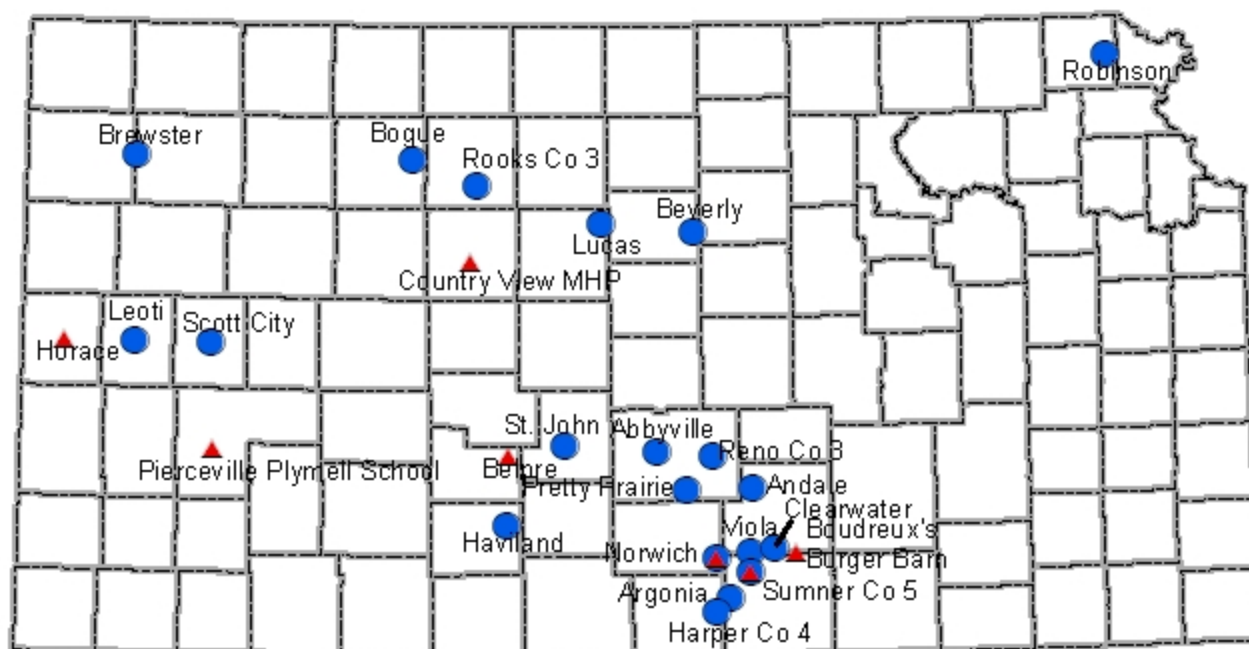 Robinson
Brewster
Bogue
Rooks Co 3
Beverly
Lucas
Country View MHP
Leoti
Scott City
Horace
St. John
Abbyville
Reno Co 3
Pierceville Plymell School
Belpre
Pretty Prairie
Andale
Clearwater
Viola
Boudreux's
Burger Barn
Haviland
Norwich
Argonia
Sumner Co 5
Harper Co 4